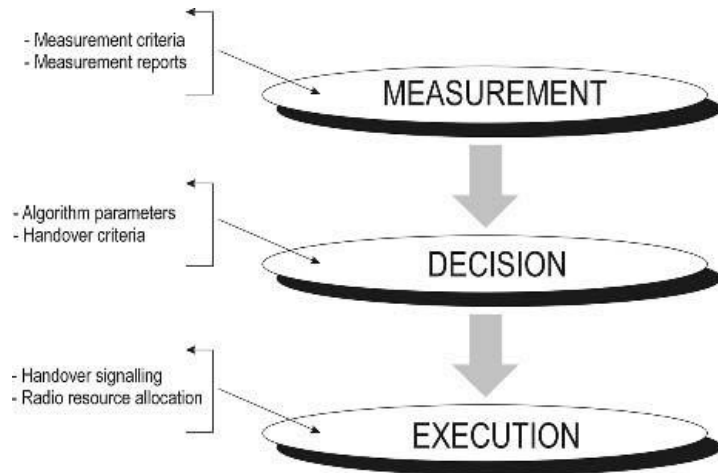 - Measurement criteria
- Measurement reports
MEASUREMENT
- Algorithm parameters
- Handover criteria
DECISION
- Handover signalling
- Radio resource allocation
EXECUTION